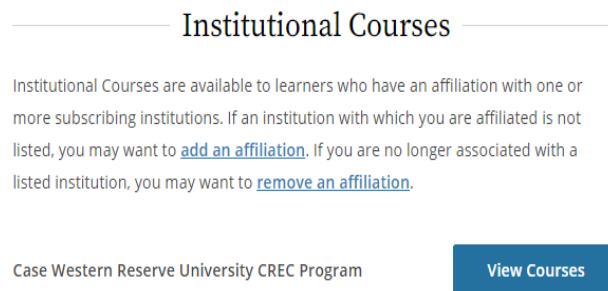 Institutional Courses
Institutional Courses are available to learners who have an affiliation with one or
more subscribing institutions. If an institution with which you are affiliated is not
listed, you may want to add an affiliation. If you are no longer associated with a
listed institution, you may want to remove an affiliation.
Case Western Reserve University CREC Program
View Courses